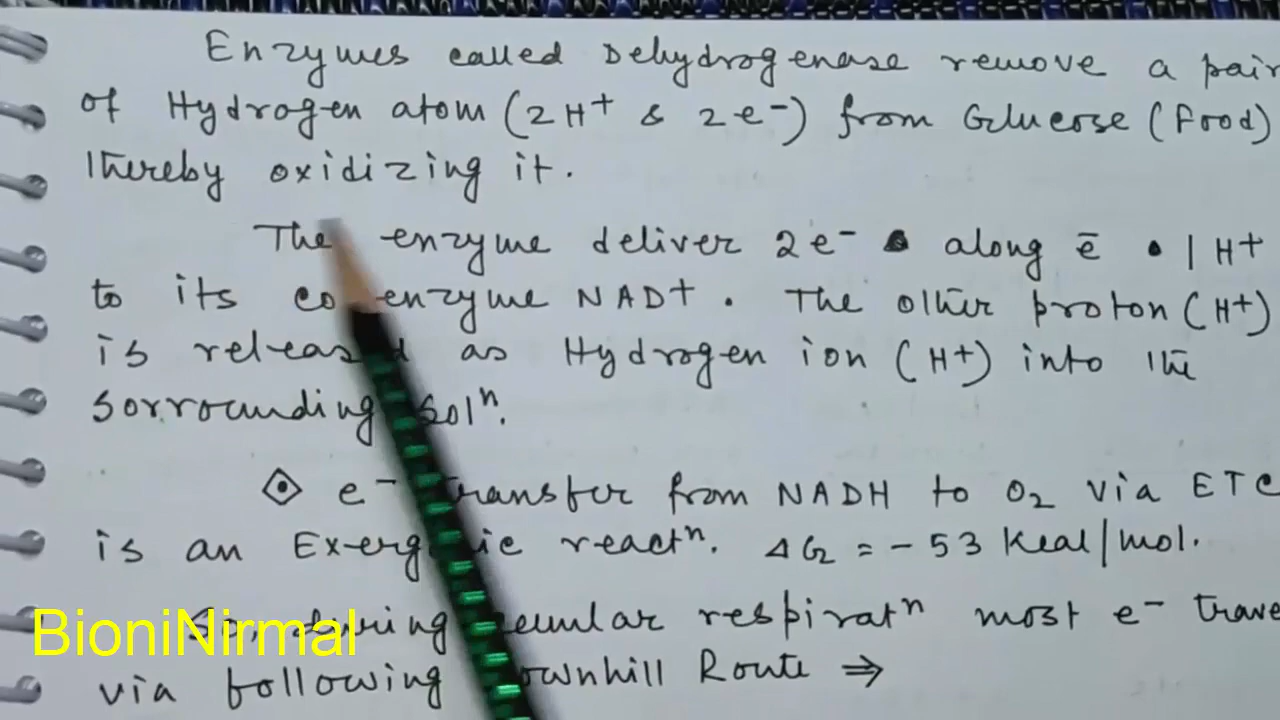 Enzymes called Dehydrogenase remove a pair
of Hydrogen atom (2H+ & 2e-) from Glucose (Food)
thereby oxidizing it.
The enzyme deliver 2e- along ē • 1 H+
to its coenzyme NAD+. The other proton (H+)
is released as Hydrogen ion (H+) into the
Sorrounding Solⁿ.
e- transfer from NADH to O₂ via ETC
is an Exergonic reactⁿ. ΔG = -53 Kcal/mol.
So, during respiratⁿ most e- trave
via following Downhill Route ⇒
BioniNirmal